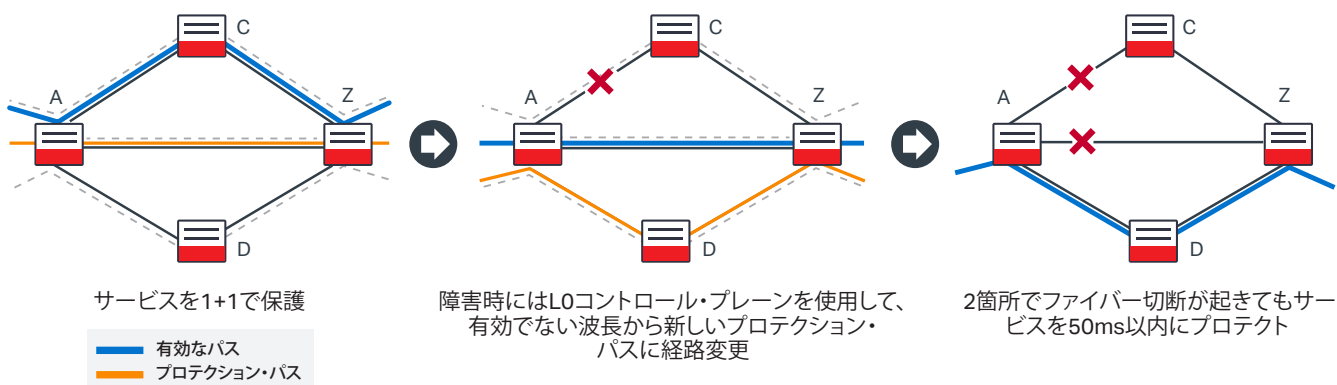 C
A
Z
D
サービスを1+1で保護
有効なパス
プロテクション・パス
C
A
Z
D
障害時にはL0コントロール・プレーンを使用して、
有効でない波長から新しいプロテクション・
パスに経路変更
C
A
Z
D
2箇所でファイバー切断が起きてもサー
ビスを50ms以内にプロテクト